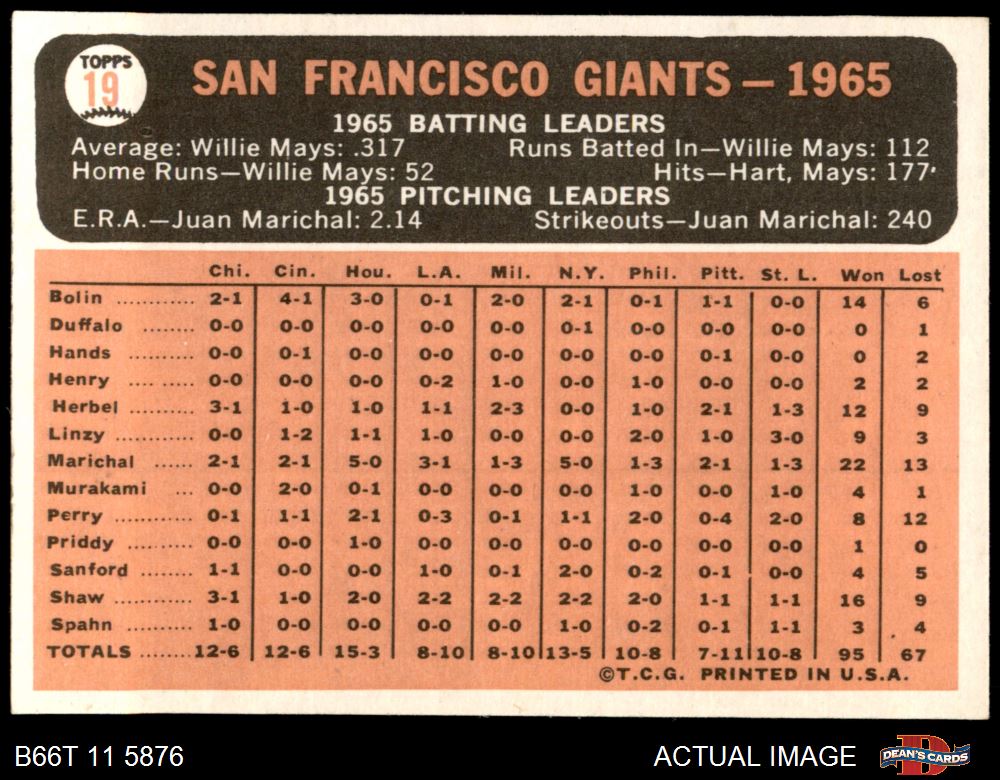 TOPPS
19
SAN FRANCISCO GIANTS — 1965
1965 BATTING LEADERS
Average: Willie Mays: .317 Runs Batted In—Willie Mays: 112
Home Runs—Willie Mays: 52 Hits—Hart, Mays: 177
1965 PITCHING LEADERS
E.R.A.—Juan Marichal: 2.14 Strikeouts—Juan Marichal: 240
Chi. Cin. Hou. L.A. Mil. N.Y. Phil. Pitt. St. L. Won Lost
Bolin ........... 2-1 4-1 3-0 0-1 2-0 2-1 0-1 1-1 0-0 14 6
Duffalo ........ 0-0 0-0 0-0 0-0 0-0 0-1 0-0 0-0 0-0 0 1
Hands .......... 0-0 0-1 0-0 0-0 0-0 0-0 0-0 0-1 0-0 0 2
Henry .... ..... 0-0 0-0 0-0 0-2 1-0 0-0 1-0 0-0 0-0 2 2
Herbel .......... 3-1 1-0 1-0 1-1 2-3 0-0 1-0 2-1 1-3 12 9
Linzy ........... 0-0 1-2 1-1 1-0 0-0 0-0 2-0 1-0 3-0 9 3
Marichal ...... 2-1 2-1 5-0 3-1 1-3 5-0 1-3 2-1 1-3 22 13
Murakami ... 0-0 2-0 0-1 0-0 0-0 0-0 1-0 0-0 1-0 4 1
Perry ........... 0-1 1-1 2-1 0-3 0-1 1-1 2-0 0-4 2-0 8 12
Priddy .......... 0-0 0-0 1-0 0-0 0-0 0-0 0-0 0-0 0-0 1 0
Sanford ........ 1-1 0-0 0-0 1-0 0-1 2-0 0-2 0-1 0-0 4 5
Shaw ........... 3-1 1-0 2-0 2-2 2-2 2-2 2-0 1-1 1-1 16 9
Spahn .......... 1-0 0-0 0-0 0-0 0-0 1-0 0-2 0-1 1-1 3 4
TOTALS ........ 12-6 12-6 15-3 8-10 8-10 13-5 10-8 7-11 10-8 95 67
©T.C.G. PRINTED IN U.S.A.
B66T 11 5876 ACTUAL IMAGE DEAN'S CARDS